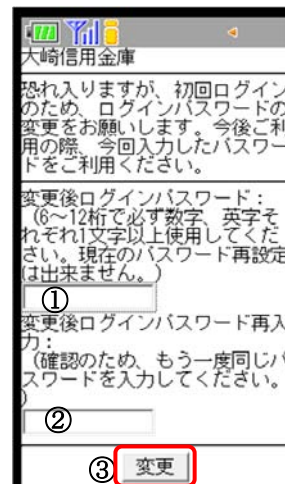 大崎信用金庫
恐れ入りますが、初回ログイン
のため、ログインパスワードの
変更をお願いします。今後ご利
用の際、今回入力したパスワー
ドをご利用ください。
変更後ログインパスワード：
（6～12桁で必ず数字、英字そ
れぞれ1文字以上使用してくだ
さい。現在のパスワード再設定
は出来ません。）
①
変更後ログインパスワード再入
力：
（確認のため、もう一度同じパ
スワードを入力してください。
）
②
③ 変更